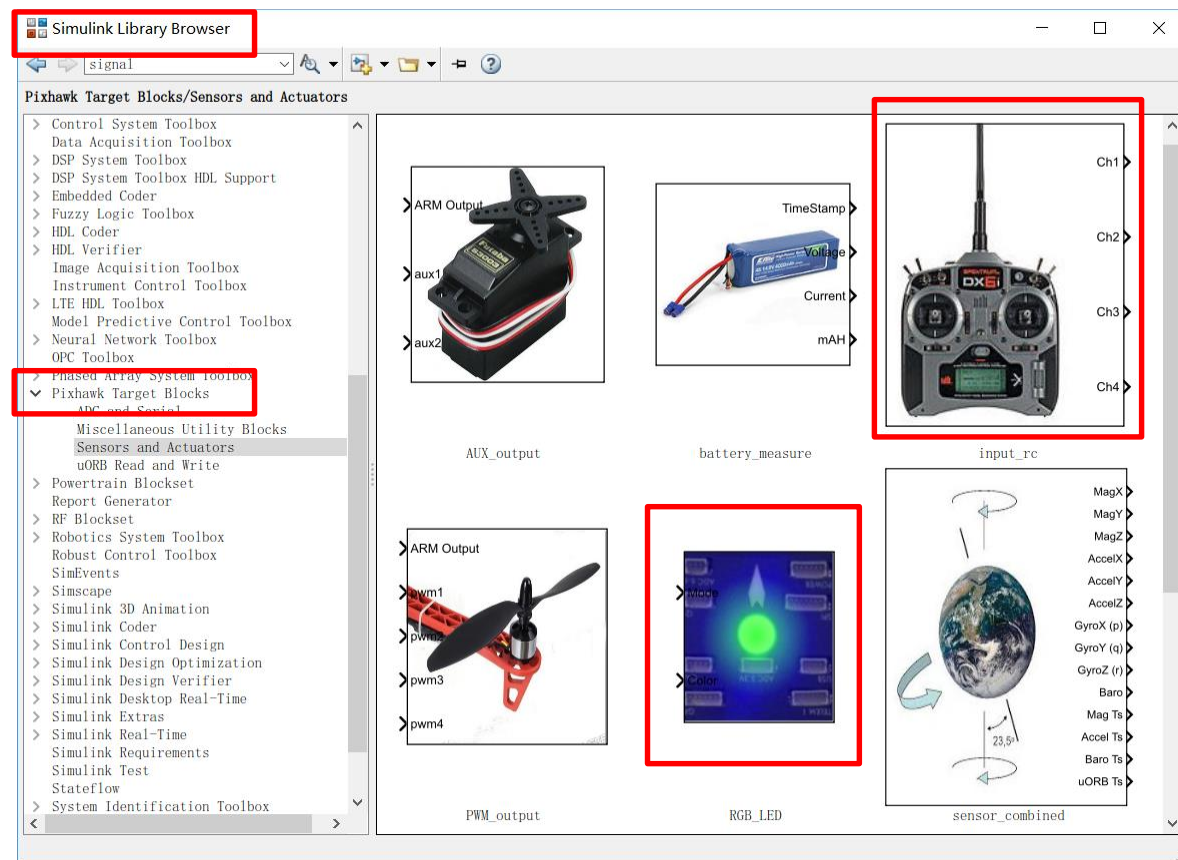 Simulink Library Browser
signal
Pixhawk Target Blocks/Sensors and Actuators
Control System Toolbox
Data Acquisition Toolbox
DSP System Toolbox
DSP System Toolbox HDL Support
Embedded Coder
Fuzzy Logic Toolbox
HDL Coder
HDL Verifier
Image Acquisition Toolbox
Instrument Control Toolbox
LTE HDL Toolbox
Model Predictive Control Toolbox
Neural Network Toolbox
OPC Toolbox
Phased Array System Toolbox
Pixhawk Target Blocks
ADC and Serial
Miscellaneous Utility Blocks
Sensors and Actuators
uORB Read and Write
Powertrain Blockset
Report Generator
RF Blockset
Robotics System Toolbox
Robust Control Toolbox
SimEvents
Simscape
Simulink 3D Animation
Simulink Coder
Simulink Control Design
Simulink Design Optimization
Simulink Design Verifier
Simulink Desktop Real-Time
Simulink Extras
Simulink Real-Time
Simulink Requirements
Simulink Test
Stateflow
System Identification Toolbox
ARM Output
aux1
aux2
Futaba
S3003
AUX_output
TimeStamp
Voltage
Current
mAH
battery_measure
Ch1
Ch2
Ch3
Ch4
SPEKTRUM
DX6i
input_rc
ARM Output
pwm1
pwm2
pwm3
pwm4
PWM_output
Mode
Color
RGB_LED
MagX
MagY
MagZ
AccelX
AccelY
AccelZ
GyroX (p)
GyroY (q)
GyroZ (r)
Baro
Mag Ts
Accel Ts
Baro Ts
uORB Ts
23,5°
sensor_combined